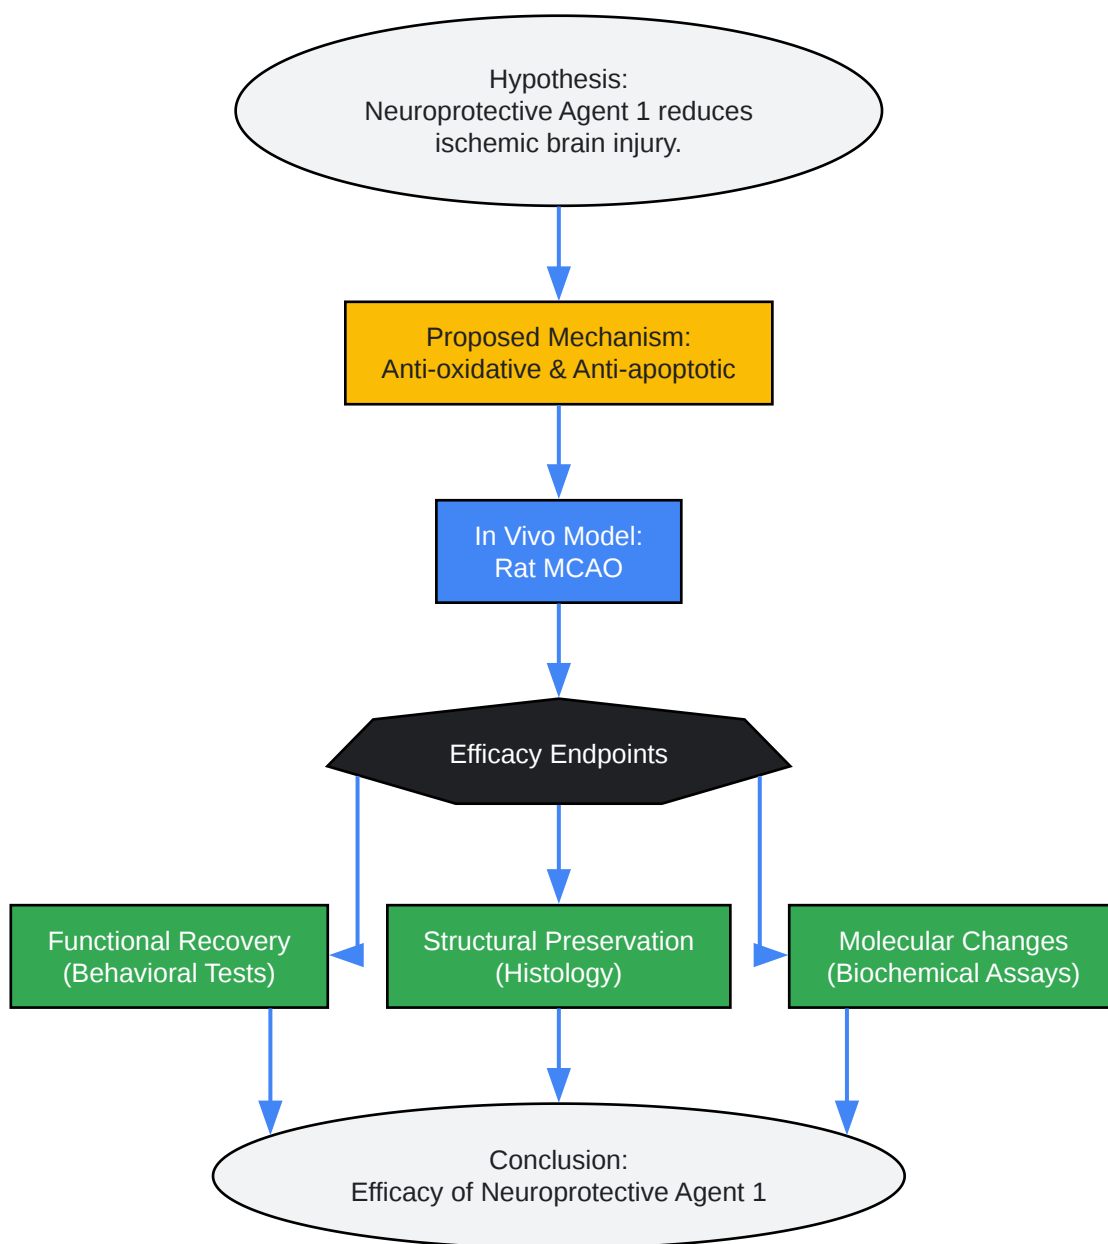 Hypothesis:
Neuroprotective Agent 1 reduces
ischemic brain injury.
Proposed Mechanism:
Anti-oxidative & Anti-apoptotic
In Vivo Model:
Rat MCAO
Efficacy Endpoints
Functional Recovery
(Behavioral Tests)
Structural Preservation
(Histology)
Molecular Changes
(Biochemical Assays)
Conclusion:
Efficacy of Neuroprotective Agent 1